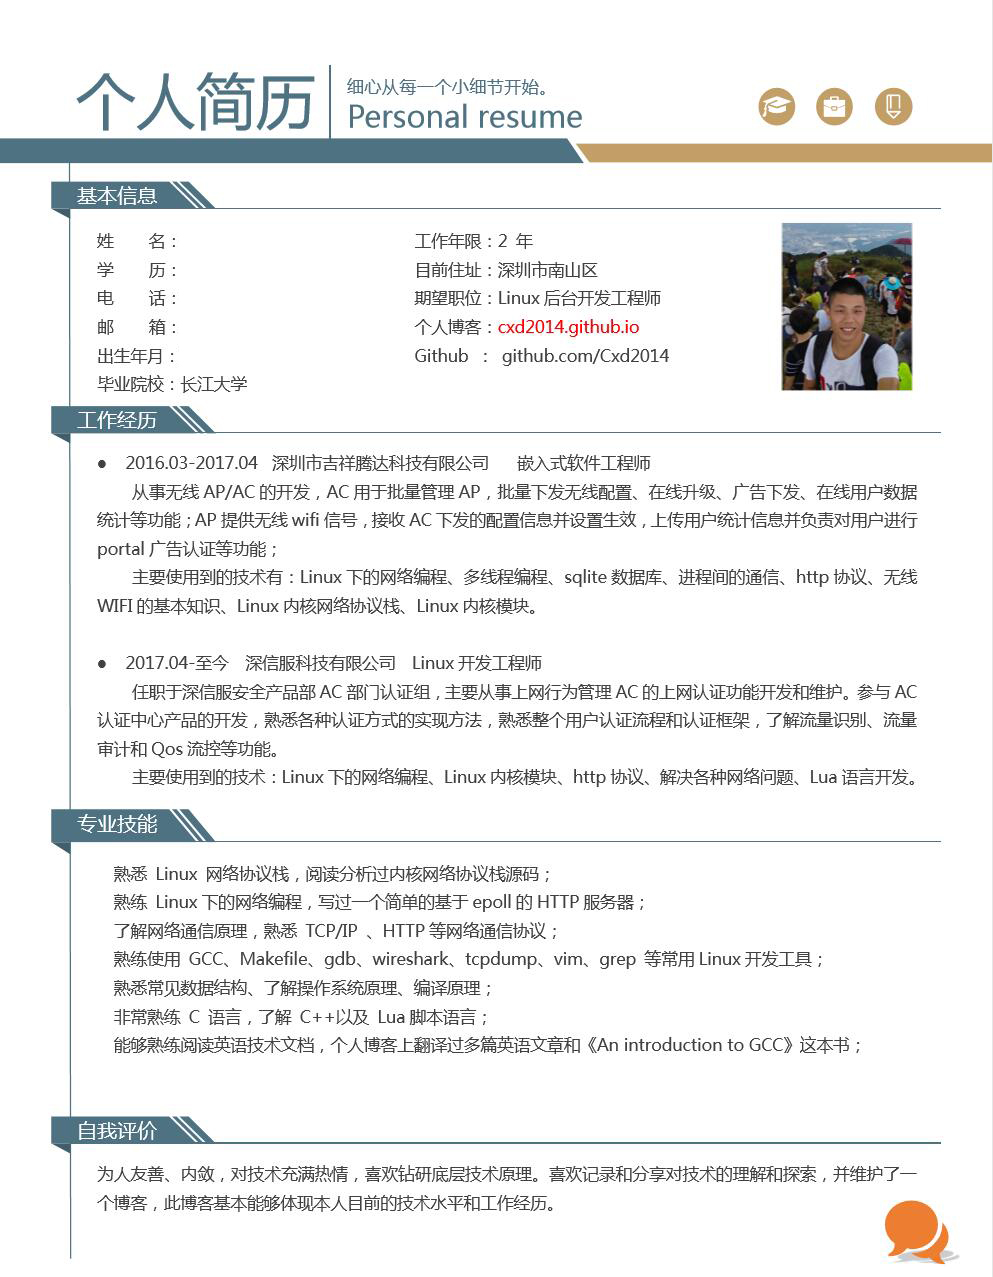 个人简历
细心从每一个小细节开始。
Personal resume
基本信息
姓 名：
学 历：
电 话：
邮 箱：
出生年月：
毕业院校：长江大学
工作年限：2 年
目前住址：深圳市南山区
期望职位：Linux 后台开发工程师
个人博客：cxd2014.github.io
Github ： github.com/Cxd2014
工作经历
● 2016.03-2017.04 深圳市吉祥腾达科技有限公司 嵌入式软件工程师
从事无线 AP/AC 的开发，AC 用于批量管理 AP，批量下发无线配置、在线升级、广告下发、在线用户数据
统计等功能；AP 提供无线 wifi 信号，接收 AC 下发的配置信息并设置生效，上传用户统计信息并负责对用户进行
portal 广告认证等功能；
主要使用到的技术有：Linux 下的网络编程、多线程编程、sqlite 数据库、进程间的通信、http 协议、无线
WIFI 的基本知识、Linux 内核网络协议栈、Linux 内核模块。
● 2017.04-至今 深信服科技有限公司 Linux 开发工程师
任职于深信服安全产品部 AC 部门认证组，主要从事上网行为管理 AC 的上网认证功能开发和维护。参与 AC
认证中心产品的开发，熟悉各种认证方式的实现方法，熟悉整个用户认证流程和认证框架，了解流量识别、流量
审计和 Qos 流控等功能。
主要使用到的技术：Linux 下的网络编程、Linux 内核模块、http 协议、解决各种网络问题、Lua 语言开发。
专业技能
熟悉 Linux 网络协议栈，阅读分析过内核网络协议栈源码；
熟练 Linux 下的网络编程，写过一个简单的基于 epoll 的 HTTP 服务器；
了解网络通信原理，熟悉 TCP/IP 、HTTP 等网络通信协议；
熟练使用 GCC、Makefile、gdb、wireshark、tcpdump、vim、grep 等常用 Linux 开发工具；
熟悉常见数据结构、了解操作系统原理、编译原理；
非常熟练 C 语言，了解 C++以及 Lua 脚本语言；
能够熟练阅读英语技术文档，个人博客上翻译过多篇英语文章和《An introduction to GCC》这本书；
自我评价
为人友善、内敛，对技术充满热情，喜欢钻研底层技术原理。喜欢记录和分享对技术的理解和探索，并维护了一
个博客，此博客基本能够体现本人目前的技术水平和工作经历。